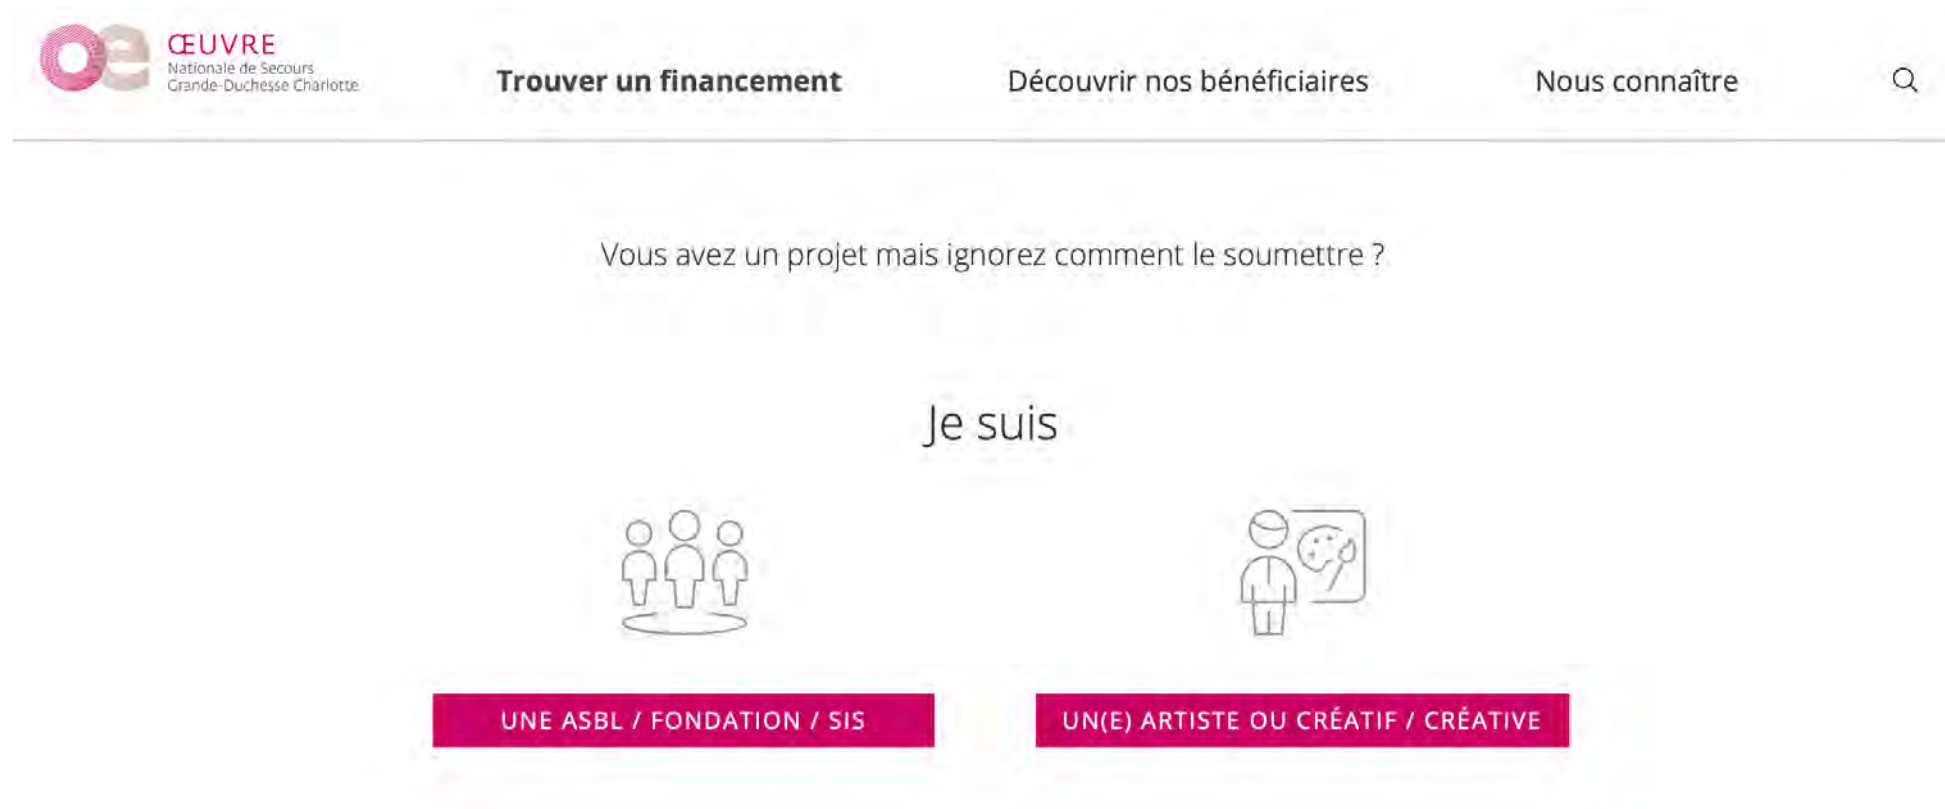 ŒUVRE
Nationale de Secours
Grande-Duchesse Charlotte
Trouver un financement
Découvrir nos bénéficiaires
Nous connaître
Vous avez un projet mais ignorez comment le soumettre ?
Je suis
UNE ASBL / FONDATION / SIS
UN(E) ARTISTE OU CRÉATIF / CRÉATIVE